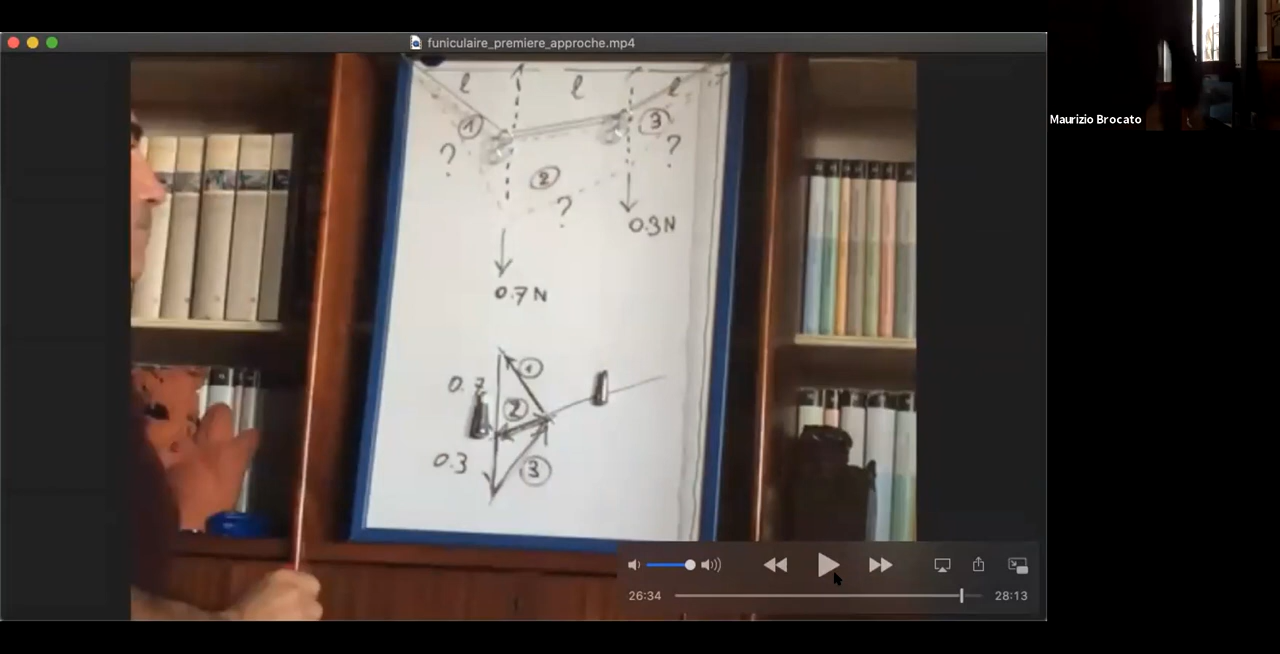 funiculaire_premiere_approche.mp4
Maurizio Brocato
l
l
l
1
3
?
?
2
?
0.3N
0.7N
1
0.7
2
0.3
3
26:34
28:13